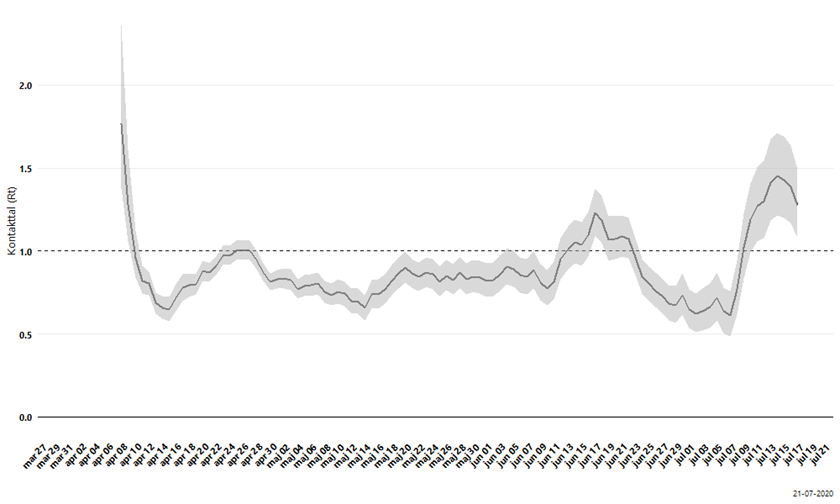 2.0
1.5
1.0
0.5
0.0
Kontakttal (Rt)
mar 27
mar 29
mar 31
apr 02
apr 04
apr 06
apr 08
apr 10
apr 12
apr 14
apr 16
apr 18
apr 20
apr 22
apr 24
apr 26
apr 28
apr 30
maj 02
maj 04
maj 06
maj 08
maj 10
maj 12
maj 14
maj 16
maj 18
maj 20
maj 22
maj 24
maj 26
maj 28
maj 30
jun 01
jun 03
jun 05
jun 07
jun 09
jun 11
jun 13
jun 15
jun 17
jun 19
jun 21
jun 23
jun 25
jun 27
jun 29
jul 01
jul 03
jul 05
jul 07
jul 09
jul 11
jul 13
jul 15
jul 17
jul 19
jul 21
21-07-2020